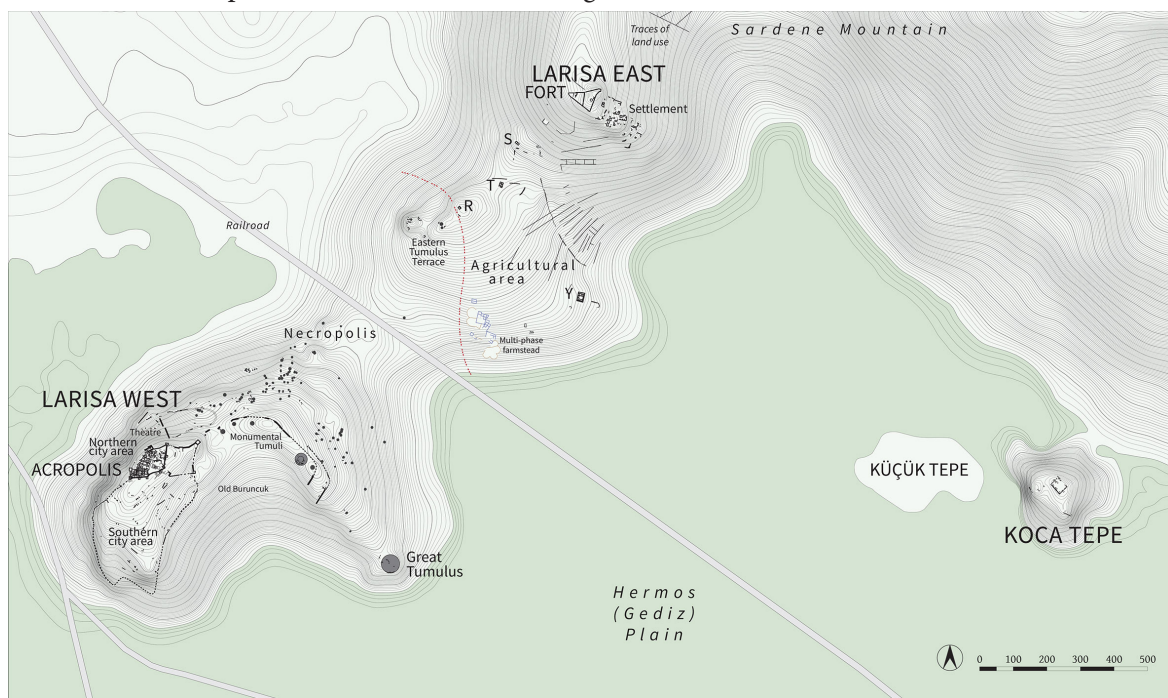 Traces of
land use
Sardene Mountain
LARISA EAST
FORT
Settlement
S
T
R
Railroad
Eastern
Tumulus
Terrace
Agricultural
area
Y
Multi-phase
farmstead
Necropolis
LARISA WEST
Theatre
Northern
city area
ACROPOLIS
Monumental
Tumuli
Old Buruncuk
Southern
city area
Great
Tumulus
KÜÇÜK TEPE
KOCA TEPE
Hermos
(Gediz)
Plain
0 100 200 300 400 500